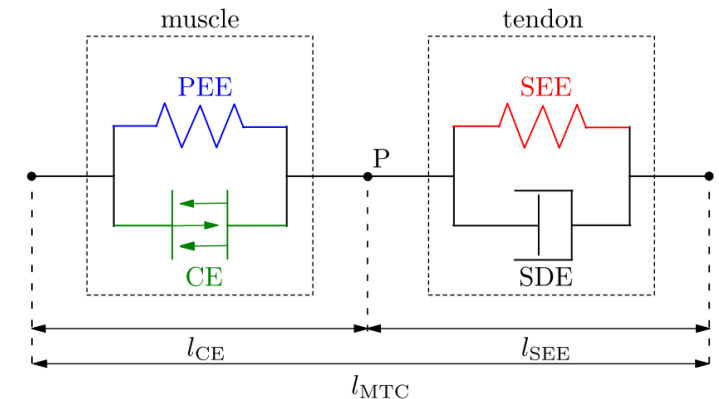 muscle
tendon
PEE
SEE
P
CE
SDE
l_CE
l_SEE
l_MTC